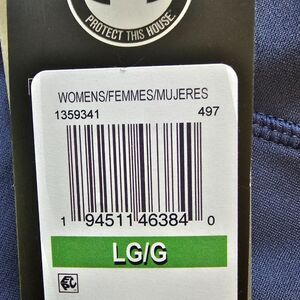 PROTECT THIS HOUSE.
WOMENS/FEMMES/MUJERES
1359341 497
1 94511 46384 0
LG/G